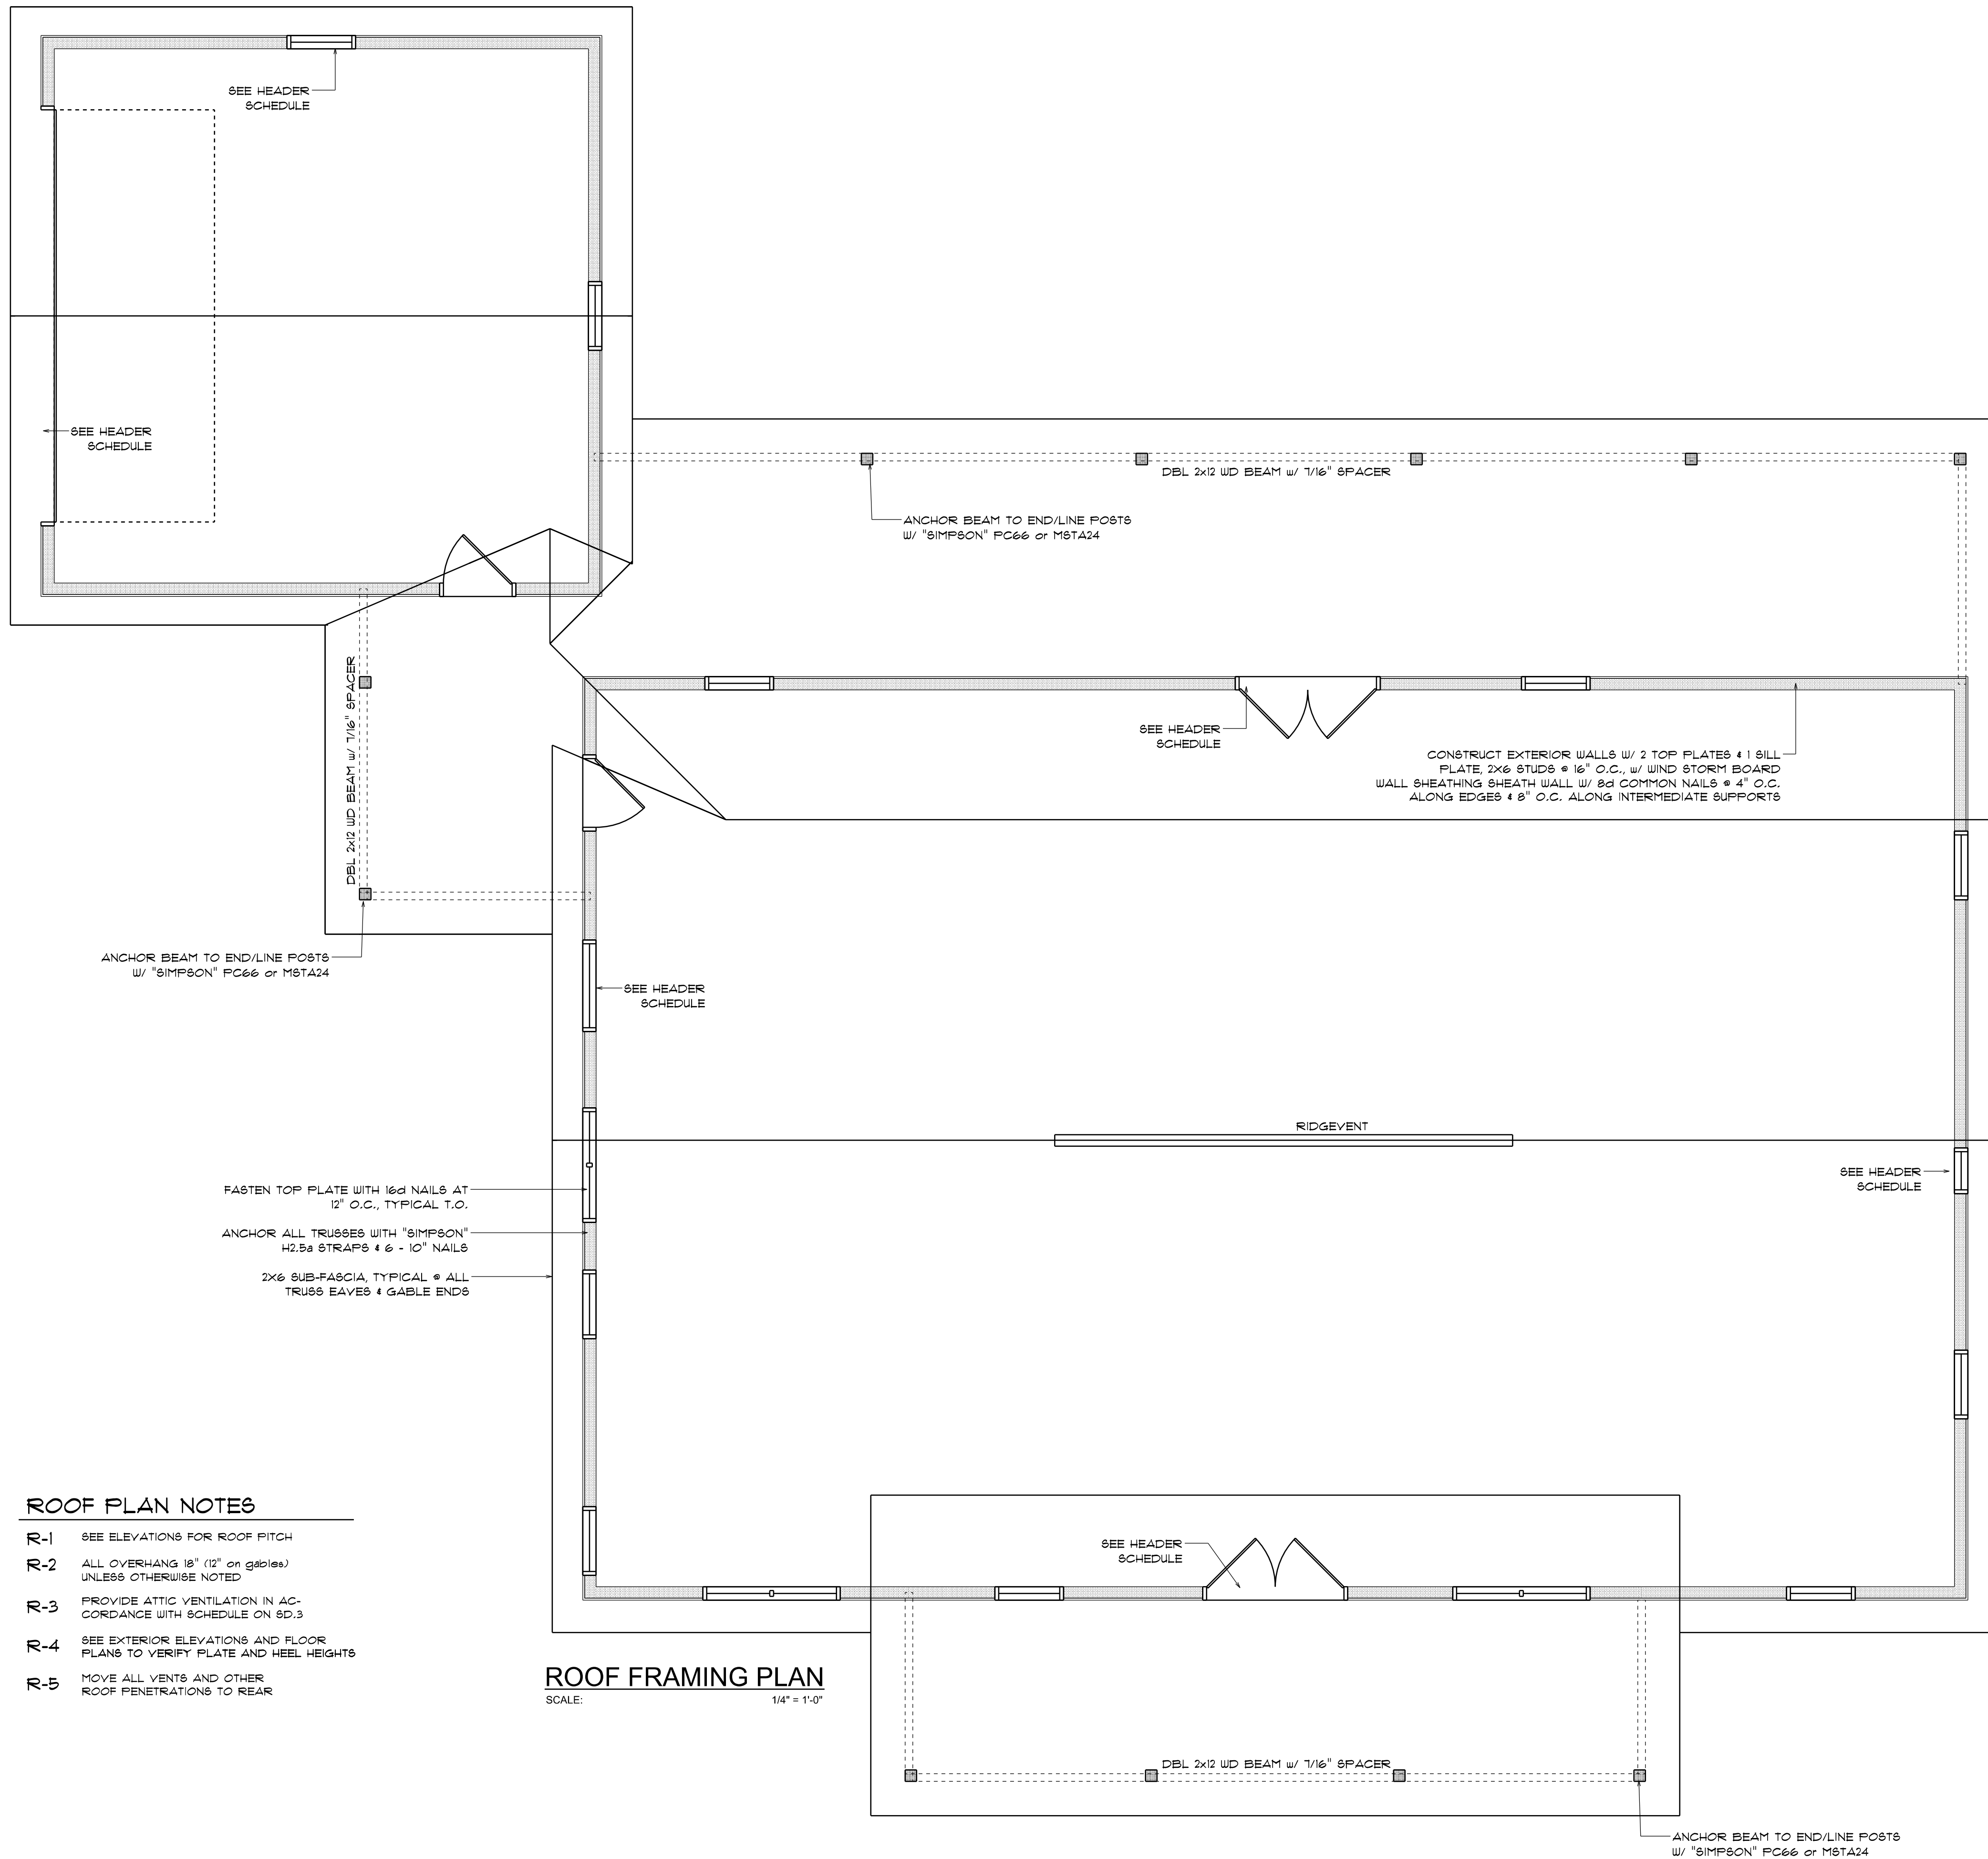 SEE HEADER
SCHEDULE
SEE HEADER
SCHEDULE
DBL 2x12 WD BEAM w/ 7/16" SPACER
ANCHOR BEAM TO END/LINE POSTS
W/ "SIMPSON" PC66 or MSTA24
DBL 2x12 WD BEAM w/ 7/16" SPACER
SEE HEADER
SCHEDULE
CONSTRUCT EXTERIOR WALLS W/ 2 TOP PLATES & 1 SILL
PLATE, 2X6 STUDS @ 16" O.C., w/ WIND STORM BOARD
WALL SHEATHING SHEATH WALL W/ 8d COMMON NAILS @ 4" O.C.
ALONG EDGES & 8" O.C. ALONG INTERMEDIATE SUPPORTS
ANCHOR BEAM TO END/LINE POSTS
W/ "SIMPSON" PC66 or MSTA24
SEE HEADER
SCHEDULE
RIDGEVENT
SEE HEADER
SCHEDULE
FASTEN TOP PLATE WITH 16d NAILS AT
12" O.C., TYPICAL T.O.
ANCHOR ALL TRUSSES WITH "SIMPSON"
H2.5a STRAPS & 6 - 10" NAILS
2X6 SUB-FASCIA, TYPICAL @ ALL
TRUSS EAVES & GABLE ENDS
ROOF PLAN NOTES
R-1 SEE ELEVATIONS FOR ROOF PITCH
R-2 ALL OVERHANG 18" (12" on gables)
UNLESS OTHERWISE NOTED
R-3 PROVIDE ATTIC VENTILATION IN AC-
CORDANCE WITH SCHEDULE ON SD.3
R-4 SEE EXTERIOR ELEVATIONS AND FLOOR
PLANS TO VERIFY PLATE AND HEEL HEIGHTS
R-5 MOVE ALL VENTS AND OTHER
ROOF PENETRATIONS TO REAR
SEE HEADER
SCHEDULE
ROOF FRAMING PLAN
SCALE: 1/4" = 1'-0"
DBL 2x12 WD BEAM w/ 7/16" SPACER
ANCHOR BEAM TO END/LINE POSTS
W/ "SIMPSON" PC66 or MSTA24